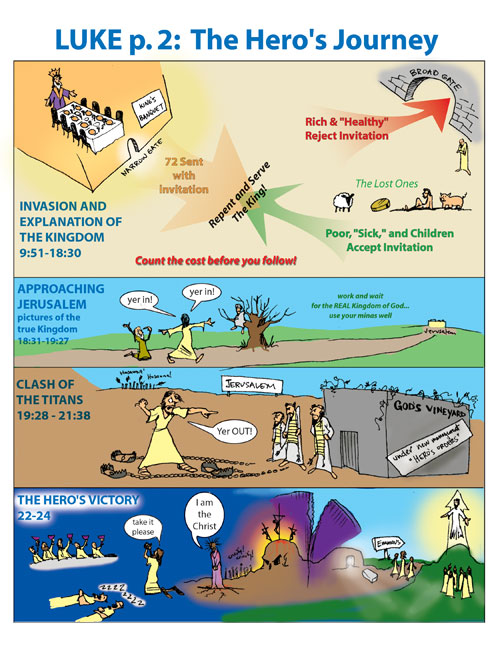 LUKE p. 2: The Hero's Journey
KING'S
BANQUET
NARROW GATE
BROAD GATE
Rich & "Healthy"
Reject Invitation
72 Sent
with
Invitation
Repent and Serve
The King!
The Lost Ones
Poor, "Sick," and Children
Accept Invitation
INVASION AND
EXPLANATION OF
THE KINGDOM
9:51-18:30
Count the cost before you follow!
APPROACHING
JERUSALEM
pictures of the
true Kingdom
18:31-19:27
yer in!
yer in!
work and wait
for the REAL Kingdom of God...
use your minas well
Jerusalem
CLASH OF
THE TITANS
19:28 - 21:38
Hosanna!
Hosanna!
JERUSALEM
Yer OUT!
GOD'S VINEYARD
under new management
"HERO'S ORDERS"
THE HERO'S VICTORY
22-24
take it
please
I am
the
Christ
Emmaus
ZZZZ
ZZZZ